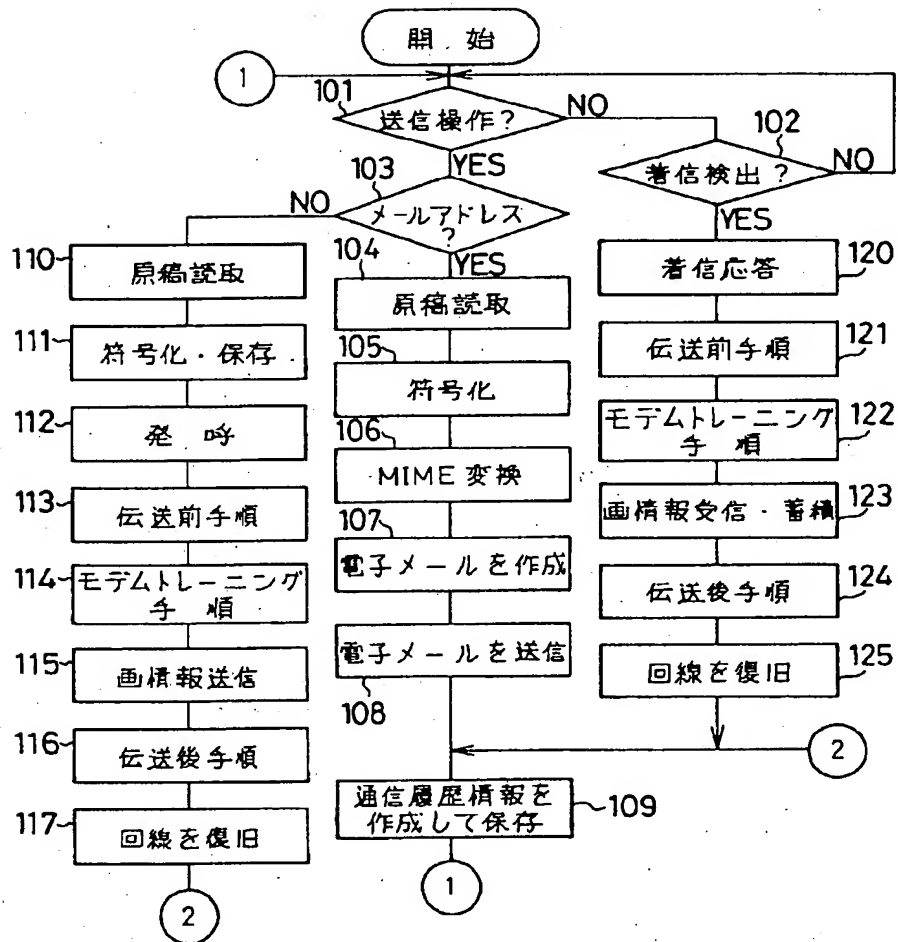 開 始
1
101
送信操作?
NO
102
着信検出?
NO
YES
YES
103
メールアドレス
?
NO
YES
110
原稿読取
111
符号化・保存
112
発 呼
113
伝送前手順
114
モデムトレーニング
手 順
115
画情報送信
116
伝送後手順
117
回線を復旧
2
104
原稿読取
105
符号化
106
MIME変換
107
電子メールを作成
電子メールを送信
108
着信応答
120
伝送前手順
121
モデムトレーニング
手 順
122
画情報受信・蓄積
123
伝送後手順
124
回線を復旧
125
2
通信履歴情報を
作成して保存
109
1